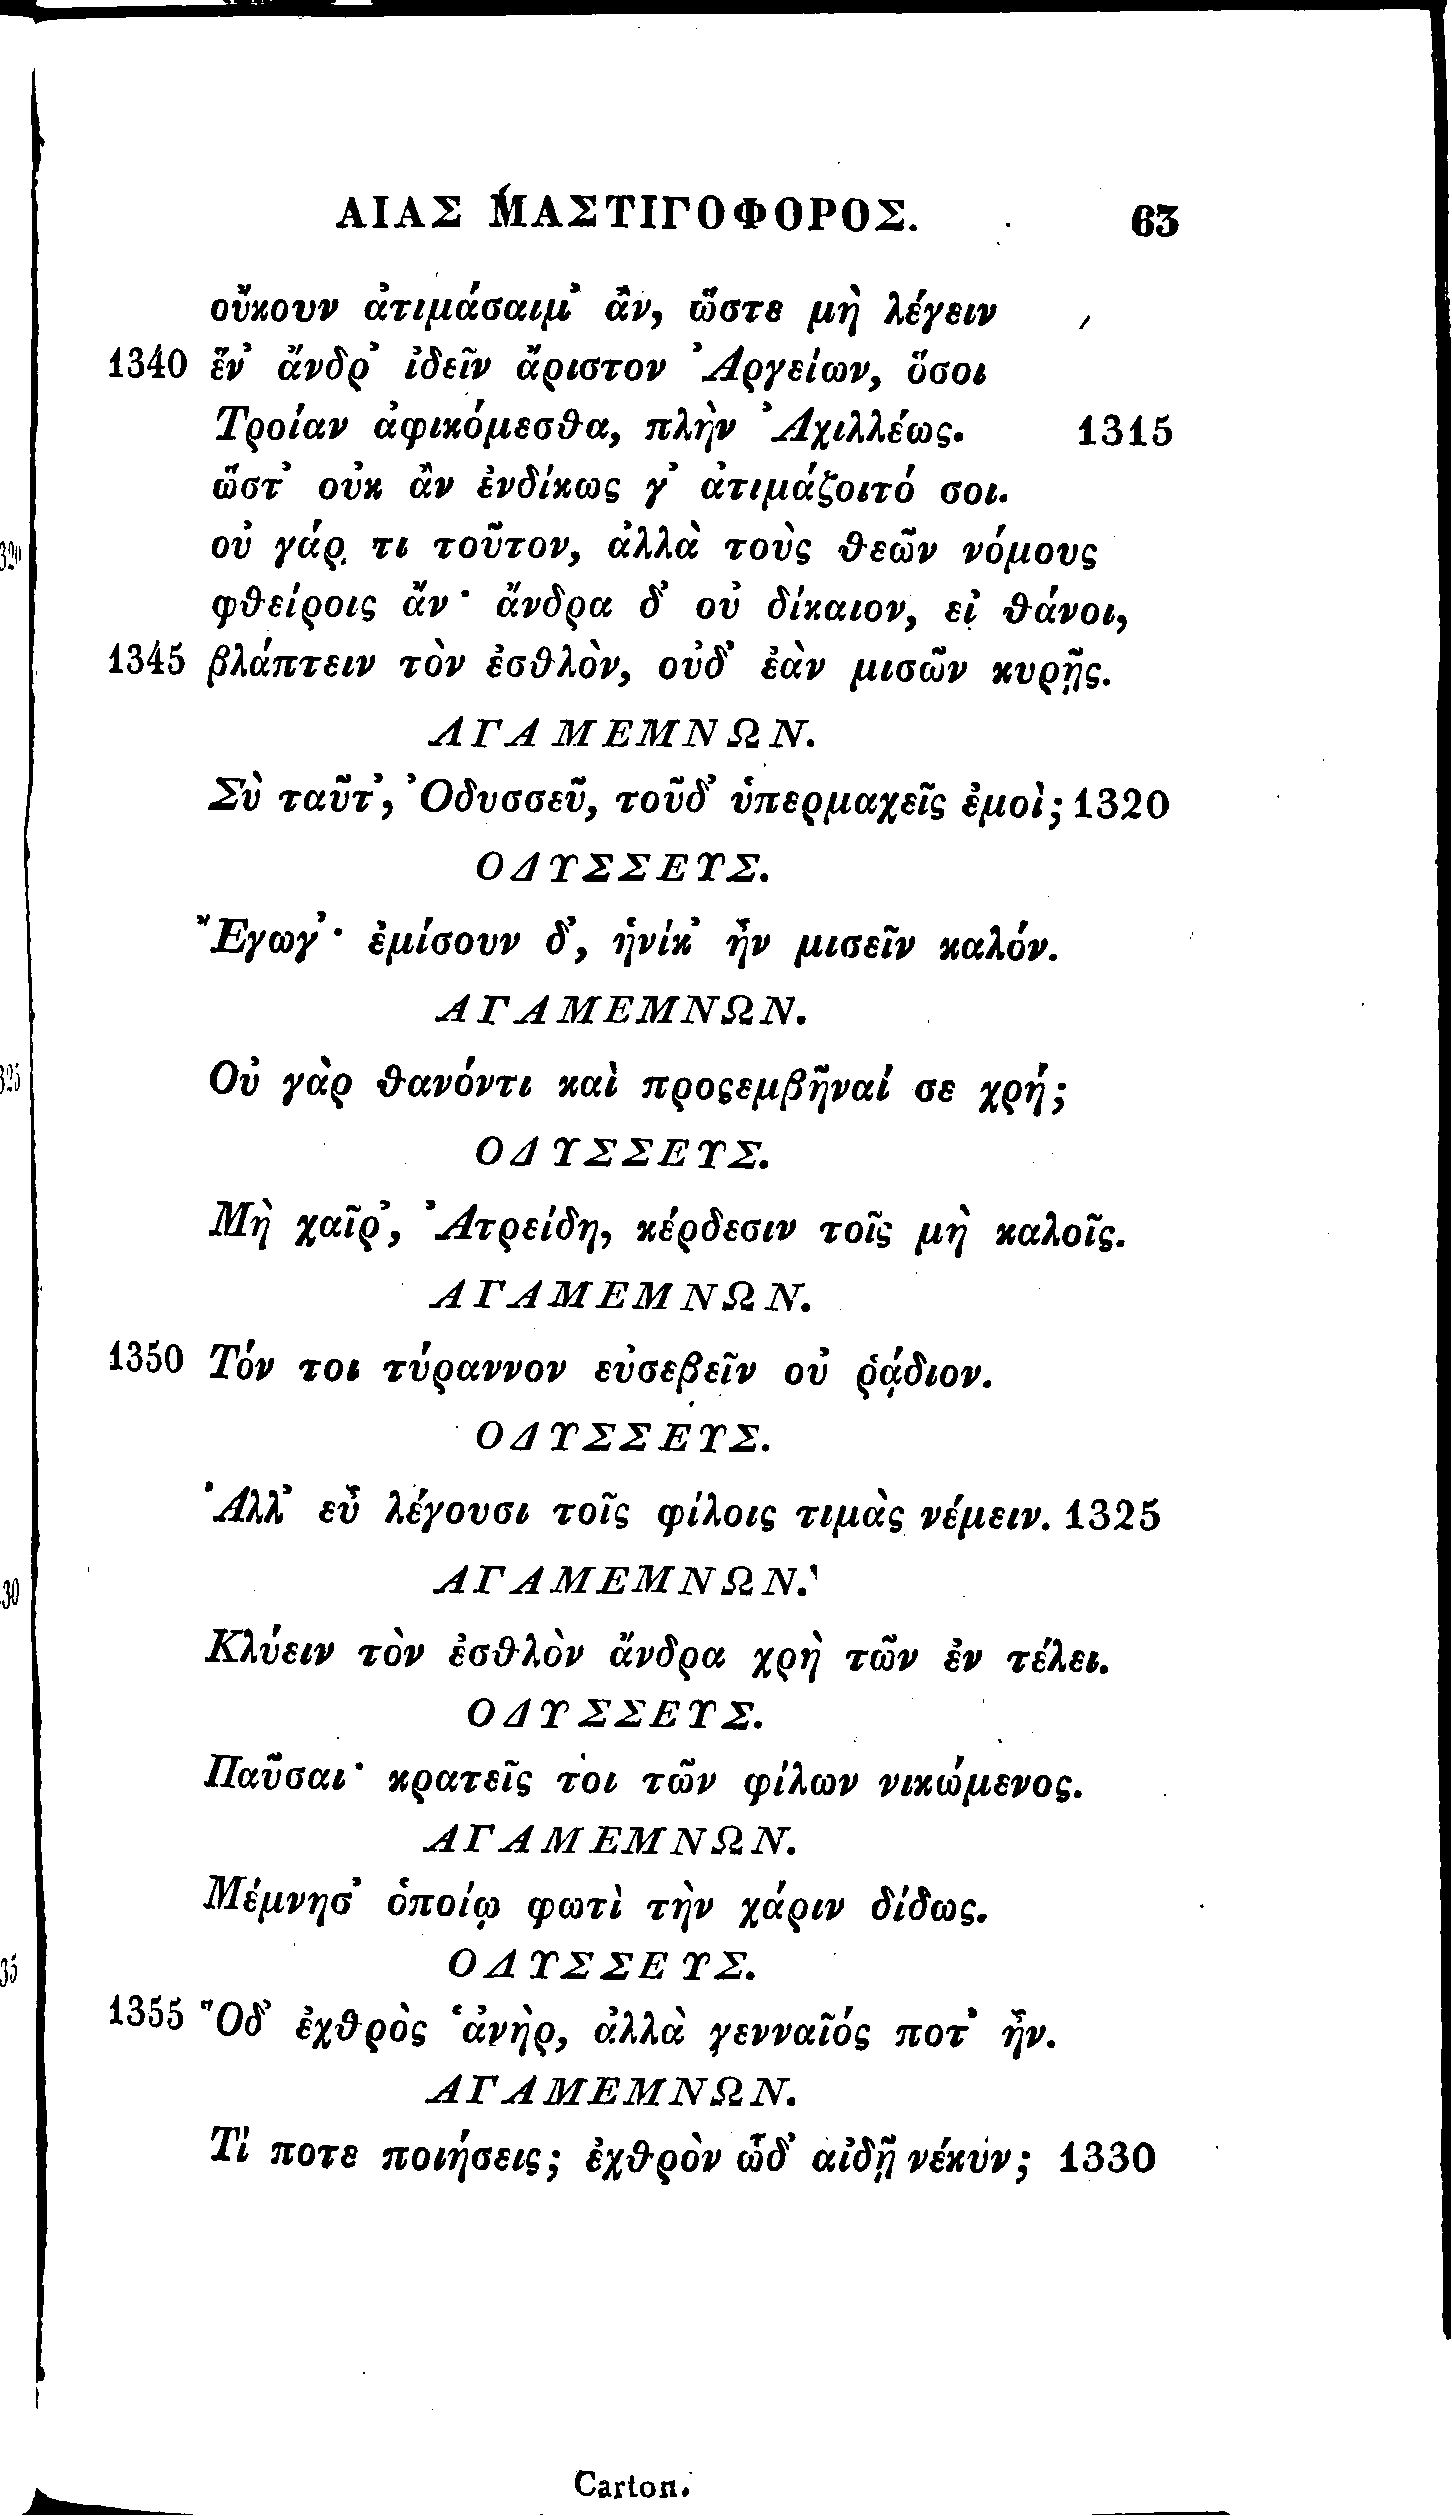 ΑΙΑΣ ΜΑΣΤΙΓΟΦΟΡΟΣ. 63
οὔκουν ἀτιμάσαιμ’ ἂν, ὥστε μὴ λέγειν
1340 ἕν’ ἄνδρ’ ἰδεῖν ἄριστον Ἀργείων, ὅσοι
Τροίαν ἀφικόμεσθα, πλὴν Ἀχιλλέως. 1315
ὥστ’ οὐκ ἂν ἐνδίκως γ’ ἀτιμάζοιτό σοι.
οὐ γάρ τι τοῦτον, ἀλλὰ τοὺς θεῶν νόμους
φθείροις ἄν· ἄνδρα δ’ οὐ δίκαιον, εἰ θάνοι,
1345 βλάπτειν τὸν ἐσθλὸν, οὐδ’ ἐὰν μισῶν κυρῇς.
ΑΓΑΜΕΜΝΩΝ.
Σὺ ταῦτ’, Ὀδυσσεῦ, τοῦδ’ ὑπερμαχεῖς ἐμοί; 1320
ΟΔΥΣΣΕΥΣ.
Ἔγωγ’· ἐμίσουν δ’, ἡνίκ’ ἦν μισεῖν καλόν.
ΑΓΑΜΕΜΝΩΝ.
Οὐ γὰρ θανόντι καὶ προςεμβῆναί σε χρή;
ΟΔΥΣΣΕΥΣ.
Μὴ χαῖρ’, Ἀτρείδη, κέρδεσιν τοῖς μὴ καλοῖς.
ΑΓΑΜΕΜΝΩΝ.
1350 Τόν τοι τύραννον εὐσεβεῖν οὐ ῥᾴδιον.
ΟΔΥΣΣΕΥΣ.
Ἀλλ’ εὖ λέγουσι τοῖς φίλοις τιμὰς νέμειν. 1325
ΑΓΑΜΕΜΝΩΝ.
Κλύειν τὸν ἐσθλὸν ἄνδρα χρὴ τῶν ἐν τέλει.
ΟΔΥΣΣΕΥΣ.
Παῦσαι· κρατεῖς τοι τῶν φίλων νικώμενος.
ΑΓΑΜΕΜΝΩΝ.
Μέμνησ’ ὁποίῳ φωτὶ τὴν χάριν δίδως.
ΟΔΥΣΣΕΥΣ.
1355 Ὅδ’ ἐχθρὸς ἁνὴρ, ἀλλὰ γενναῖός ποτ’ ἦν.
ΑΓΑΜΕΜΝΩΝ.
Τί ποτε ποιήσεις; ἐχθρὸν ὧδ’ αἰδῇ νέκυν; 1330
Carton.